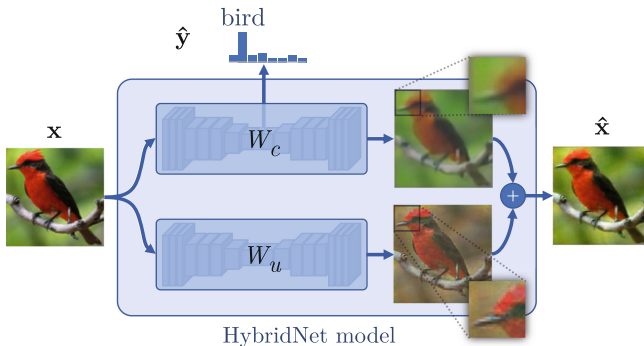 bird
ŷ
x
W_c
x̂
+
W_u
HybridNet model